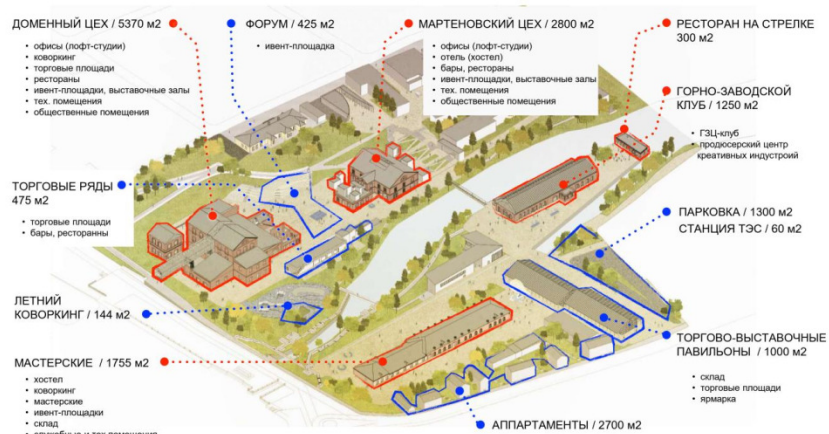 ДОМЕННЫЙ ЦЕХ / 5370 м2
• офисы (лофт-студии)
• коворкинг
• торговые площади
• рестораны
• ивент-площадки, выставочные залы
• тех. помещения
• общественные помещения
ФОРУМ / 425 м2
• ивент-площадка
МАРТЕНОВСКИЙ ЦЕХ / 2800 м2
• офисы (лофт-студии)
• отель (хостел)
• бары, рестораны
• ивент-площадки, выставочные залы
• тех. помещения
• общественные помещения
РЕСТОРАН НА СТРЕЛКЕ
300 м2
ГОРНО-ЗАВОДСКОЙ
КЛУБ / 1250 м2
• ГЗЦ-клуб
• продюсерский центр
креативных индустрой
ТОРГОВЫЕ РЯДЫ
475 м2
• торговые площади
• бары, рестораны
ПАРКОВКА / 1300 м2
СТАНЦИЯ ТЭС / 60 м2
ЛЕТНИЙ
КОВОРКИНГ / 144 м2
ТОРГОВО-ВЫСТАВОЧНЫЕ
ПАВИЛЬОНЫ / 1000 м2
• склад
• торговые площади
• ярмарка
МАСТЕРСКИЕ / 1755 м2
• хостел
• коворкинг
• мастерские
• ивент-площадки
• склад
• служебные и тех помещения
АППАРТАМЕНТЫ / 2700 м2